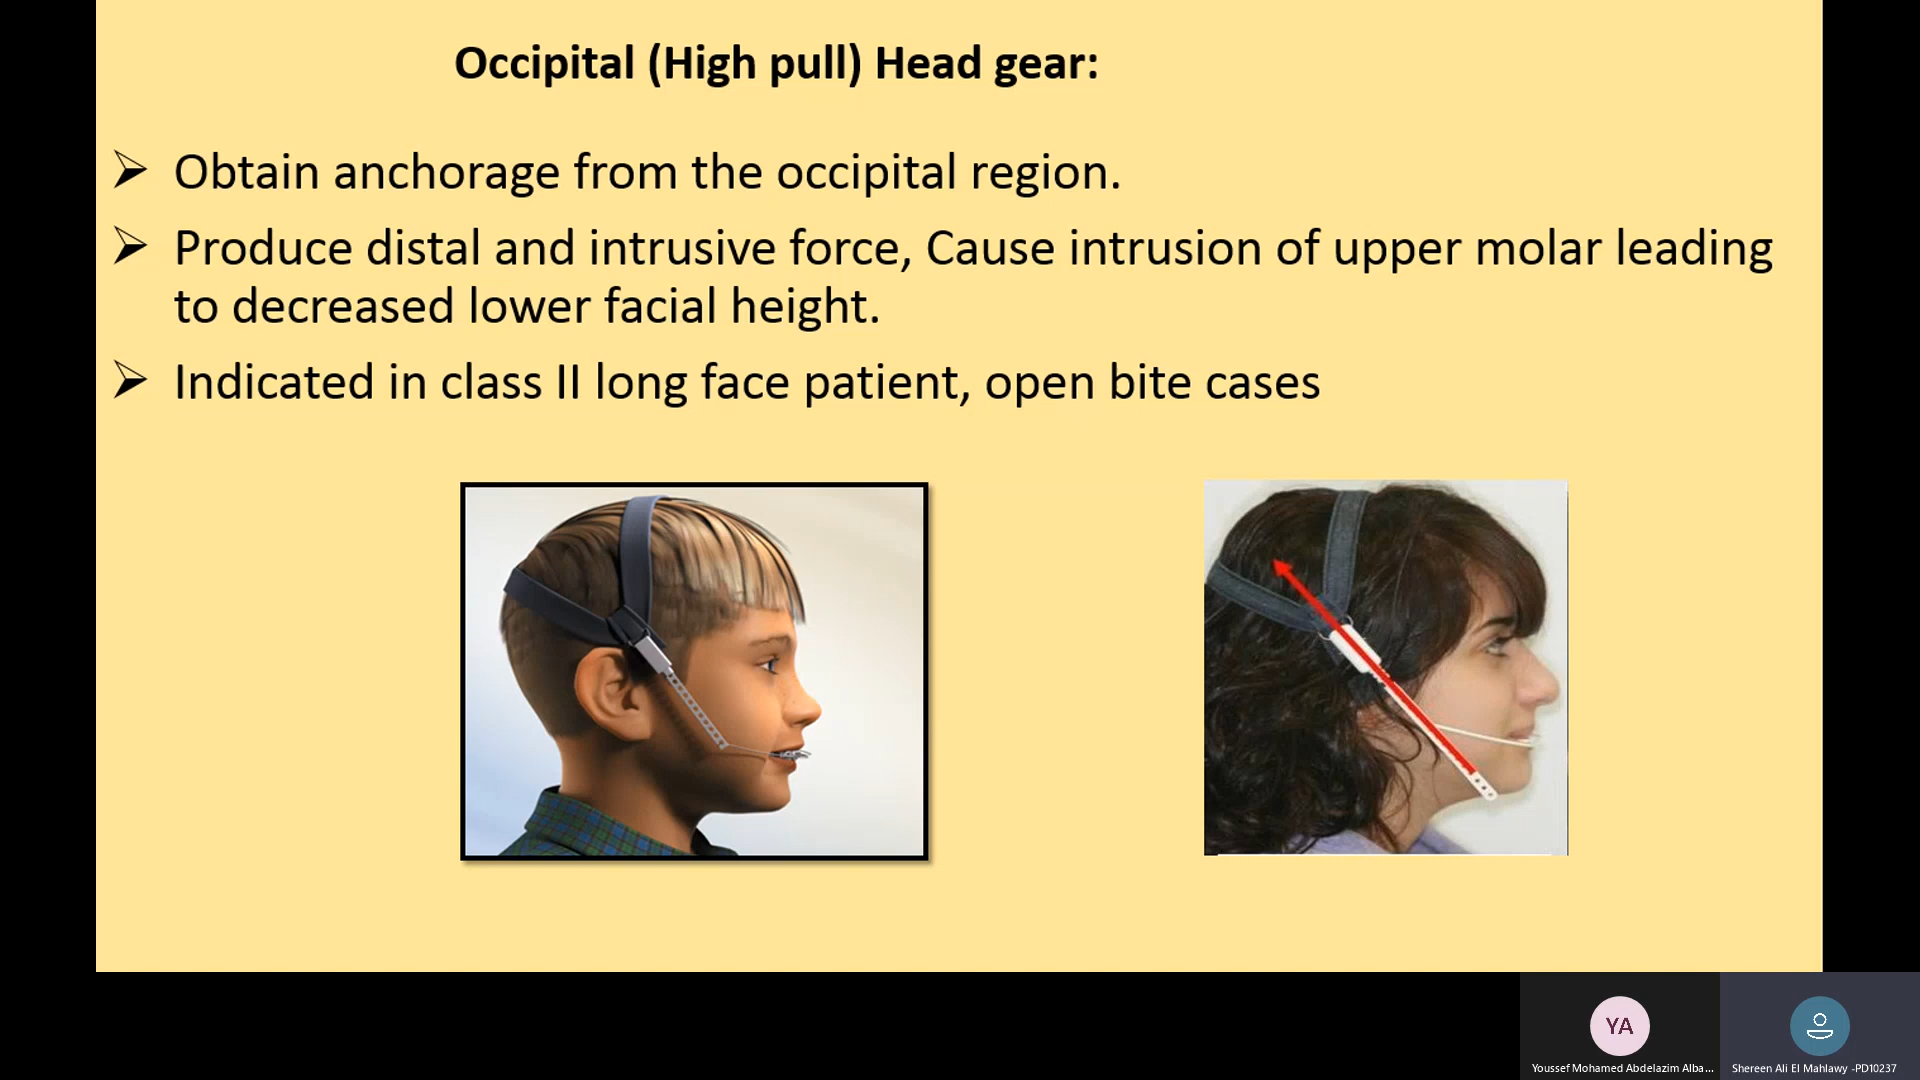 Occipital (High pull) Head gear:
➢ Obtain anchorage from the occipital region.
➢ Produce distal and intrusive force, Cause intrusion of upper molar leading
to decreased lower facial height.
➢ Indicated in class II long face patient, open bite cases
YA
Youssef Mohamed Abdelazim Alba...
Shereen Ali El Mahlawy -PD10237